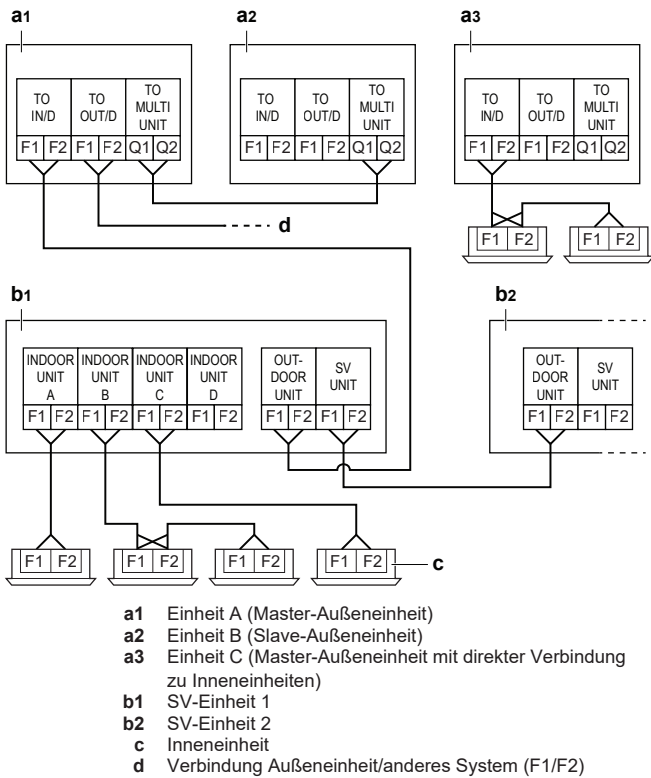 a1 a2 a3
TO IN/D TO OUT/D TO MULTI UNIT
F1 F2 F1 F2 Q1 Q2
TO IN/D TO OUT/D TO MULTI UNIT
F1 F2 F1 F2 Q1 Q2
TO IN/D TO OUT/D TO MULTI UNIT
F1 F2 F1 F2 Q1 Q2
d
F1 F2 F1 F2
b1 b2
INDOOR UNIT A INDOOR UNIT B INDOOR UNIT C INDOOR UNIT D OUT-DOOR UNIT SV UNIT
F1 F2 F1 F2 F1 F2 F1 F2 F1 F2 F1 F2
OUT-DOOR UNIT SV UNIT
F1 F2 F1 F2
F1 F2 F1 F2 F1 F2 F1 F2 c
a1 Einheit A (Master-Außeneinheit)
a2 Einheit B (Slave-Außeneinheit)
a3 Einheit C (Master-Außeneinheit mit direkter Verbindung
zu Inneneinheiten)
b1 SV-Einheit 1
b2 SV-Einheit 2
c Inneneinheit
d Verbindung Außeneinheit/anderes System (F1/F2)